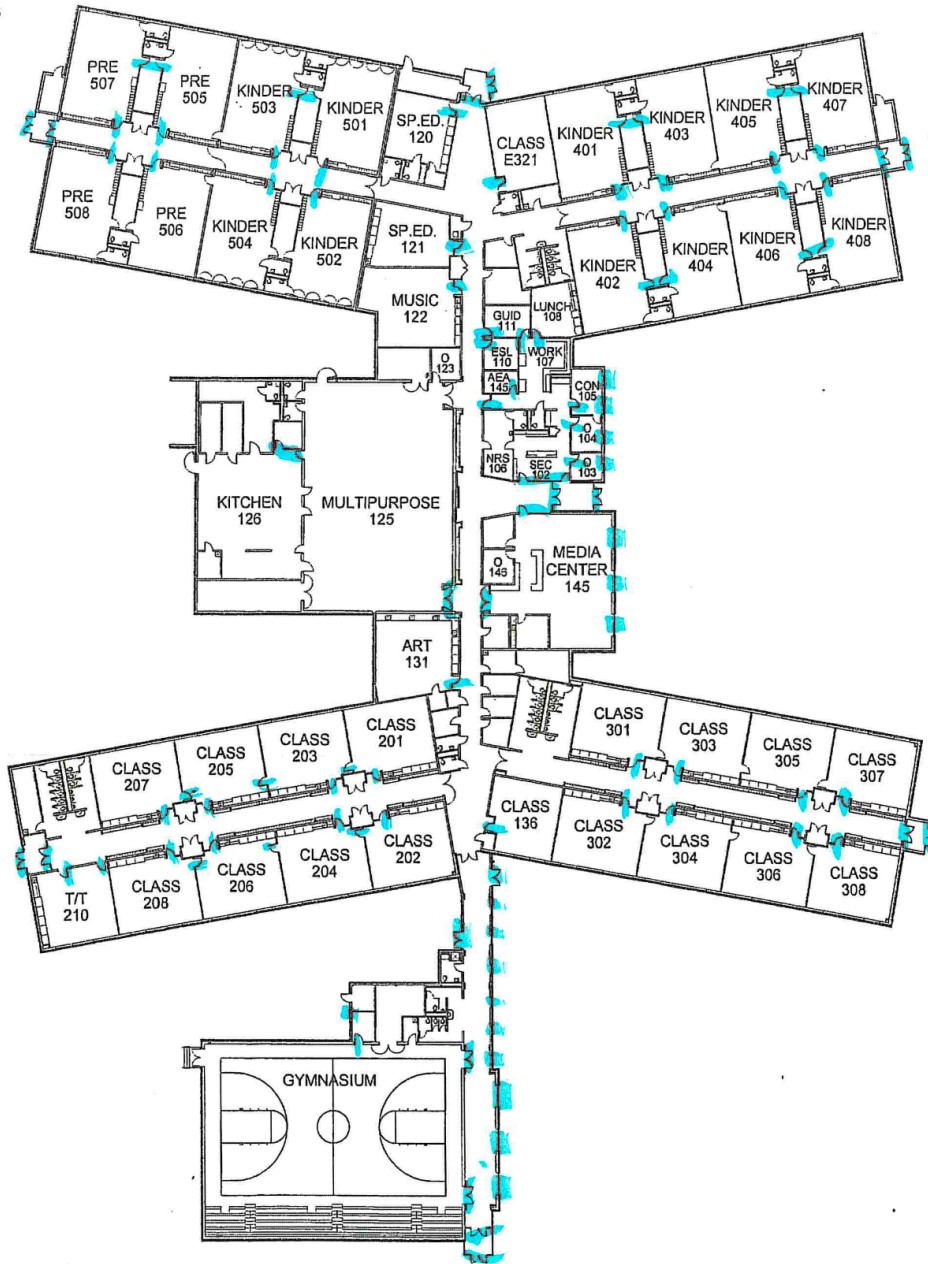 PRE
507
PRE
505
KINDER
503
KINDER
501
SP.ED.
120
CLASS
E321
KINDER
401
KINDER
403
KINDER
405
KINDER
407
PRE
508
PRE
506
KINDER
504
KINDER
502
SP.ED.
121
KINDER
402
KINDER
404
KINDER
406
KINDER
408
MUSIC
122
GUID
111
LUNCH
108
O
123
ESL
110
WORK
107
AEA
145
CON
105
O
104
NRS
106
SEC
102
O
103
KITCHEN
126
MULTIPURPOSE
125
O
146
MEDIA
CENTER
145
ART
131
CLASS
207
CLASS
205
CLASS
203
CLASS
201
CLASS
301
CLASS
303
CLASS
305
CLASS
307
T/T
210
CLASS
208
CLASS
206
CLASS
204
CLASS
202
CLASS
136
CLASS
302
CLASS
304
CLASS
306
CLASS
308
GYMNASIUM